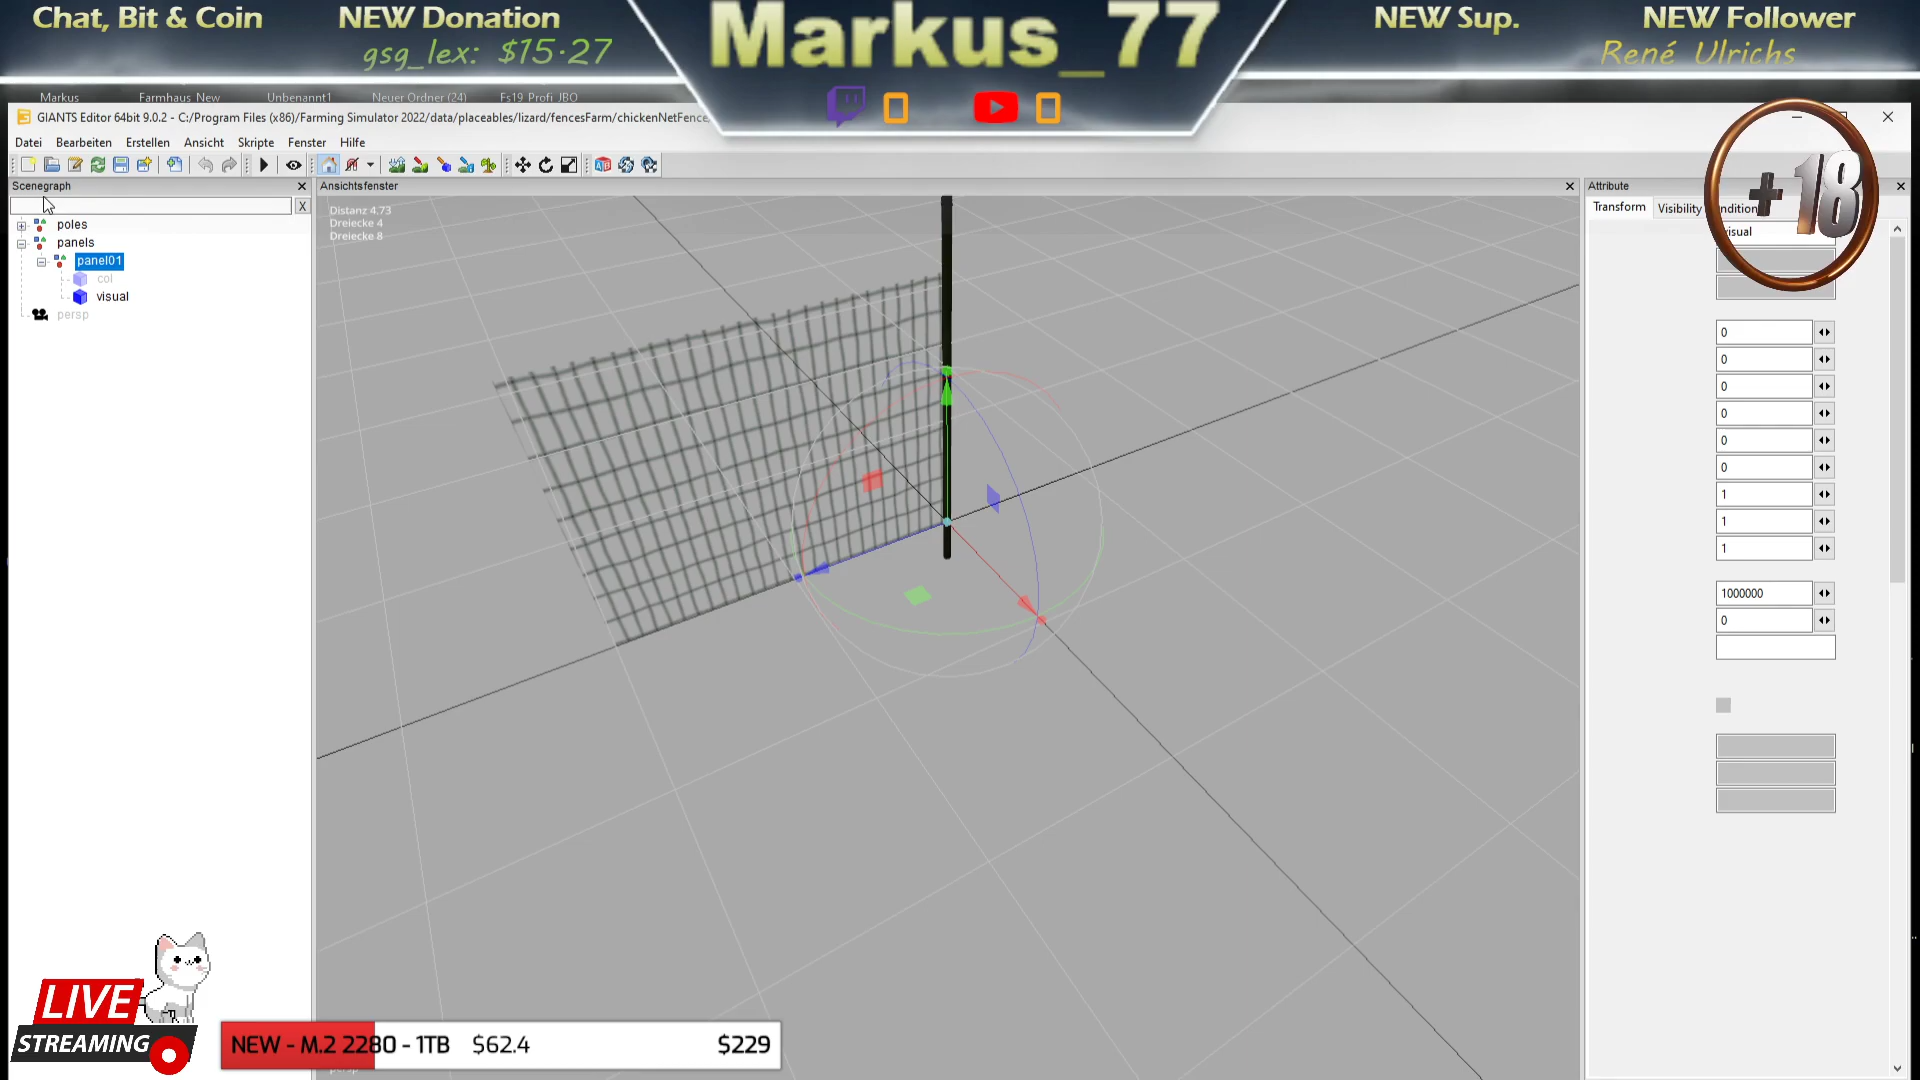 Chat, Bit & Coin
NEW Donation
gsg_lex: $15.27
Markus_77
NEW Sup.
NEW Follower
René Ulrichs
Markus
Farmhaus New
Unbenannt1
Neuer Ordner (24)
Fs19 Profi JBO
GIANTS Editor 64bit 9.0.2 - C:/Program Files (x86)/Farming Simulator 2022/data/placeables/lizard/fencesFarm/chickenNetFence
Datei Bearbeiten Erstellen Ansicht Skripte Fenster Hilfe
Scenegraph
X
poles
panels
panel01
col
visual
persp
Ansichtsfenster
Distanz 4.73
Dreiecke 4
Dreiecke 8
Attribute
Transform
Visibility
+18
visual
0
0
0
0
0
0
1
1
1
1000000
0
LIVE
STREAMING
NEW - M.2 2280 - 1TB $62.4 $229
persp